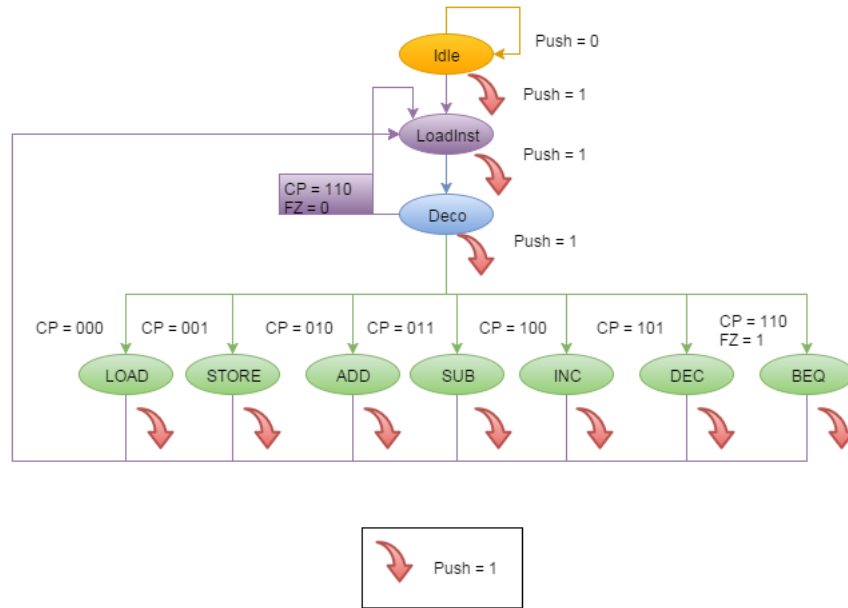 Idle
Push = 0
Push = 1
LoadInst
Push = 1
CP = 110
FZ = 0
Deco
Push = 1
CP = 000
CP = 001
CP = 010
CP = 011
CP = 100
CP = 101
CP = 110
FZ = 1
LOAD
STORE
ADD
SUB
INC
DEC
BEQ
Push = 1